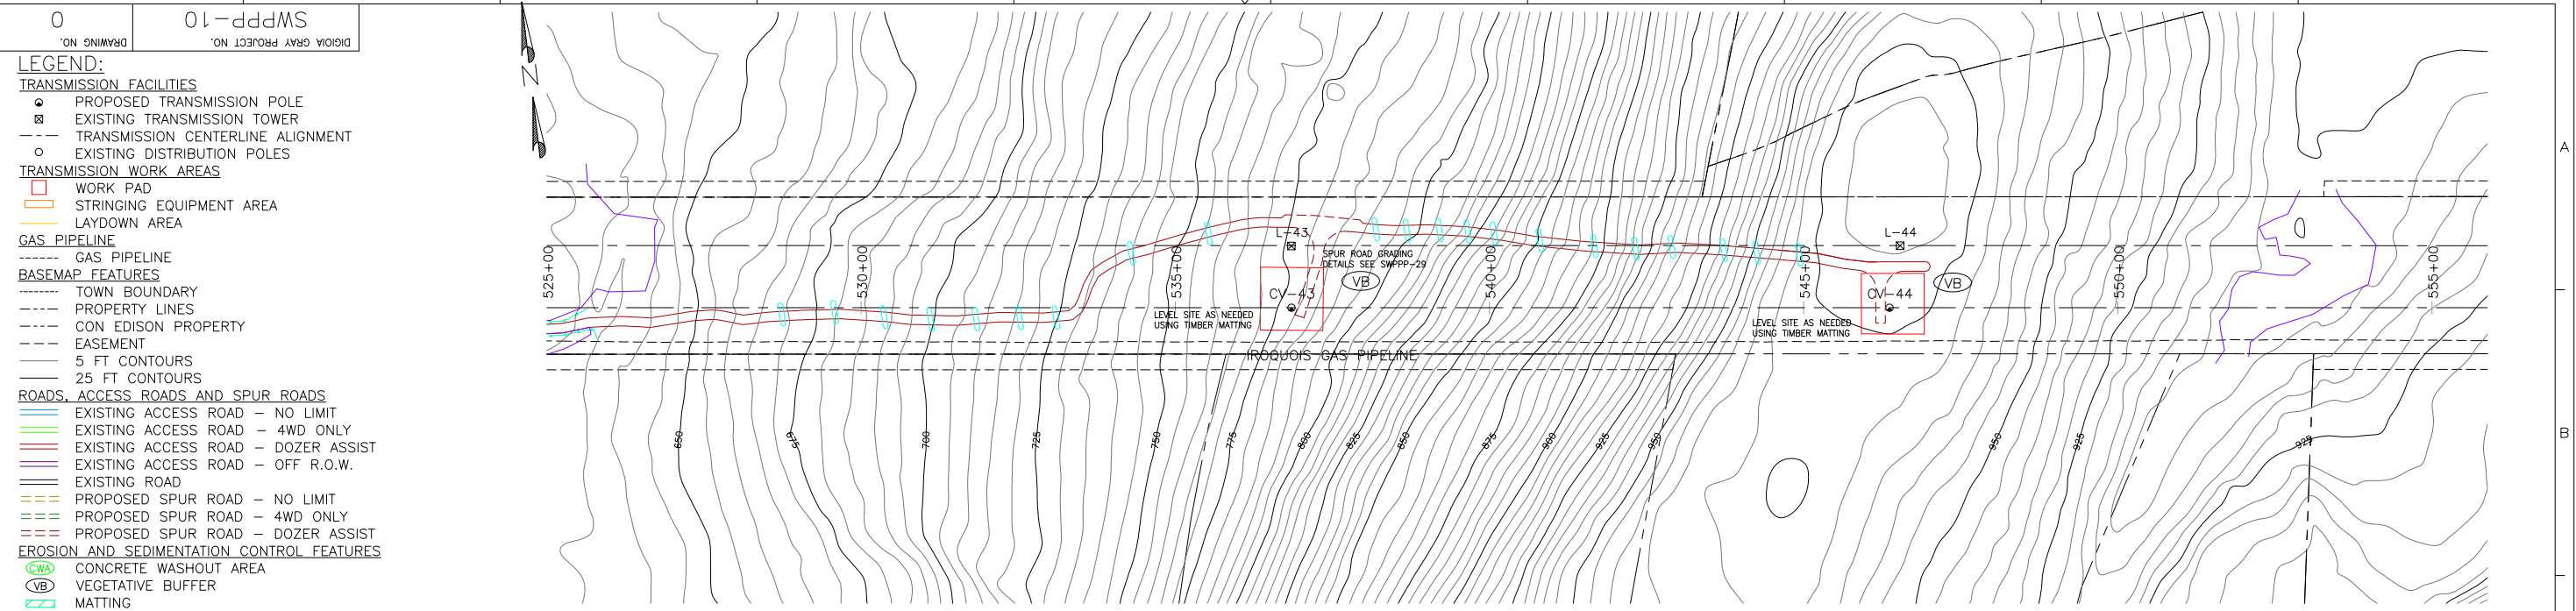 SWPPP-10
0
DIGIOIA GRAY PROJECT NO.
DRAWING NO.
LEGEND:
TRANSMISSION FACILITIES
PROPOSED TRANSMISSION POLE
EXISTING TRANSMISSION TOWER
TRANSMISSION CENTERLINE ALIGNMENT
EXISTING DISTRIBUTION POLES
TRANSMISSION WORK AREAS
WORK PAD
STRINGING EQUIPMENT AREA
LAYDOWN AREA
GAS PIPELINE
GAS PIPELINE
BASEMAP FEATURES
TOWN BOUNDARY
PROPERTY LINES
CON EDISON PROPERTY
EASEMENT
5 FT CONTOURS
25 FT CONTOURS
ROADS, ACCESS ROADS AND SPUR ROADS
EXISTING ACCESS ROAD - NO LIMIT
EXISTING ACCESS ROAD - 4WD ONLY
EXISTING ACCESS ROAD - DOZER ASSIST
EXISTING ACCESS ROAD - OFF R.O.W.
EXISTING ROAD
PROPOSED SPUR ROAD - NO LIMIT
PROPOSED SPUR ROAD - 4WD ONLY
PROPOSED SPUR ROAD - DOZER ASSIST
EROSION AND SEDIMENTATION CONTROL FEATURES
CWA CONCRETE WASHOUT AREA
VB VEGETATIVE BUFFER
MATTING
N
A
B
L-43
L-44
SPUR ROAD GRADING
DETAILS SEE SWPPP-29
VB
VB
525+00
530+00
535+00
540+00
545+00
550+00
555+00
CV-43
CV-44
LEVEL SITE AS NEEDED
USING TIMBER MATTING
LEVEL SITE AS NEEDED
USING TIMBER MATTING
IROQUOIS GAS PIPELINE
650
675
700
725
750
775
800
825
850
875
900
925
950
950
925
925